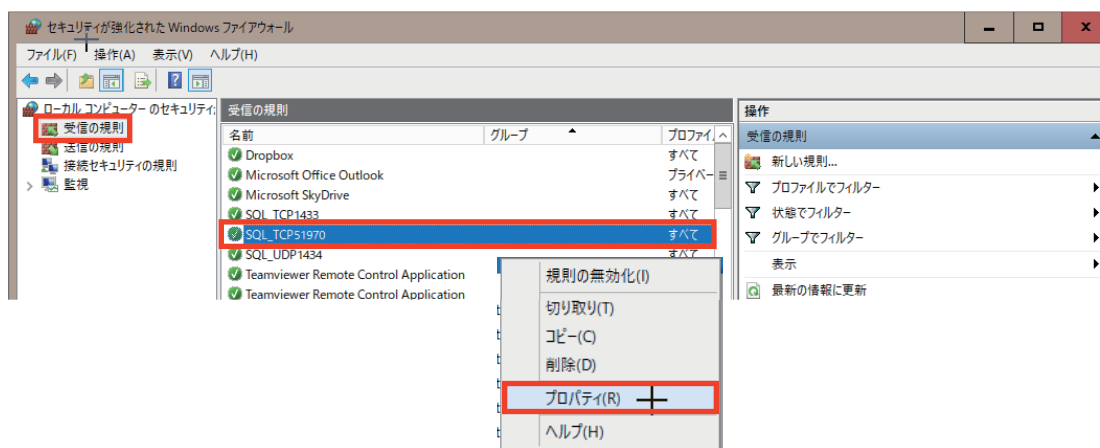 セキュリティが強化された Windows ファイアウォール
ファイル(F) 操作(A) 表示(V) ヘルプ(H)
ローカル コンピューター のセキュリティ
受信の規則
送信の規則
接続セキュリティの規則
監視
受信の規則
名前 グループ プロファイ
Dropbox すべて
Microsoft Office Outlook プライベー
Microsoft SkyDrive すべて
SQL_TCP1433 すべて
SQL_TCP51970 すべて
SQL_UDP1434 すべて
Teamviewer Remote Control Application
Teamviewer Remote Control Application
規則の無効化(I)
切り取り(T)
コピー(C)
削除(D)
プロパティ(R)
ヘルプ(H)
操作
受信の規則
新しい規則...
プロファイルでフィルター
状態でフィルター
グループでフィルター
表示
最新の情報に更新